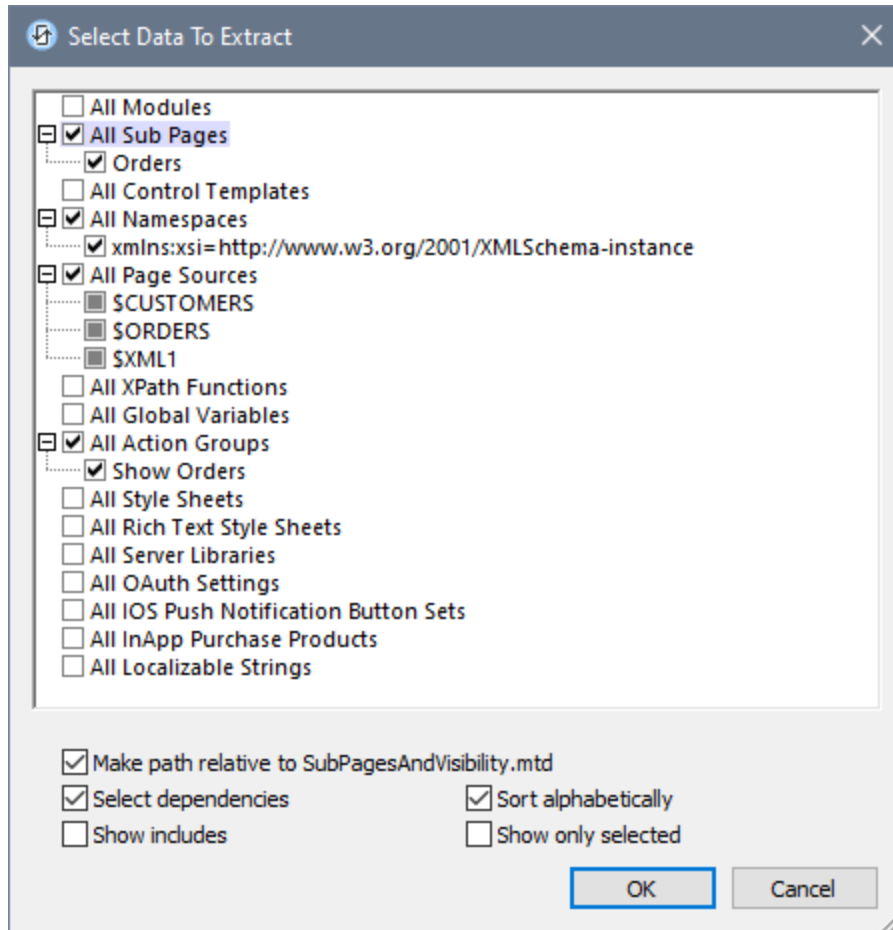 Select Data To Extract
All Modules
All Sub Pages
Orders
All Control Templates
All Namespaces
xmlns:xsi=http://www.w3.org/2001/XMLSchema-instance
All Page Sources
$CUSTOMERS
$ORDERS
$XML1
All XPath Functions
All Global Variables
All Action Groups
Show Orders
All Style Sheets
All Rich Text Style Sheets
All Server Libraries
All OAuth Settings
All IOS Push Notification Button Sets
All InApp Purchase Products
All Localizable Strings
Make path relative to SubPagesAndVisibility.mtd
Select dependencies Sort alphabetically
Show includes Show only selected
OK Cancel